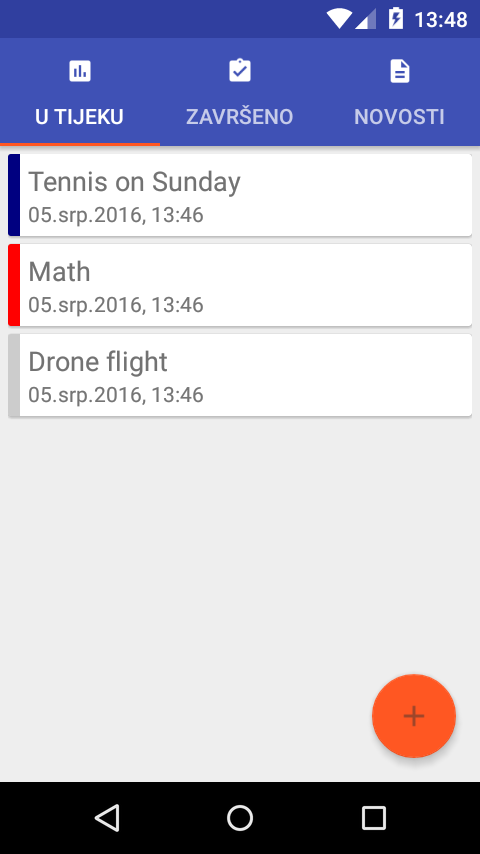 13:48
U TIJEKU
ZAVRŠENO
NOVOSTI
Tennis on Sunday
05.srp.2016, 13:46
Math
05.srp.2016, 13:46
Drone flight
05.srp.2016, 13:46